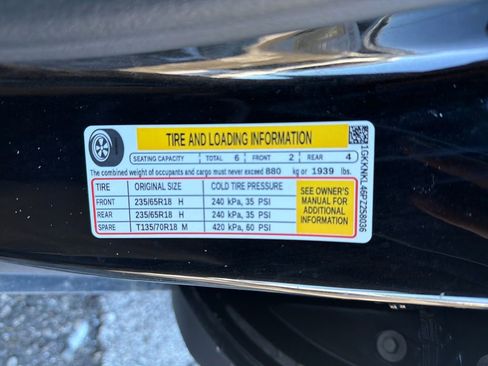 TIRE AND LOADING INFORMATION
SEATING CAPACITY TOTAL 6 FRONT 2 REAR 4
The combined weight of occupants and cargo must never exceed 880 kg or 1939 lbs.
TIRE ORIGINAL SIZE COLD TIRE PRESSURE
FRONT 235/65R18 H 240 kPa, 35 PSI
REAR 235/65R18 H 240 kPa, 35 PSI
SPARE T135/70R18 M 420 kPa, 60 PSI
SEE OWNER'S
MANUAL FOR
ADDITIONAL
INFORMATION
1GKKNKL46PZ258036